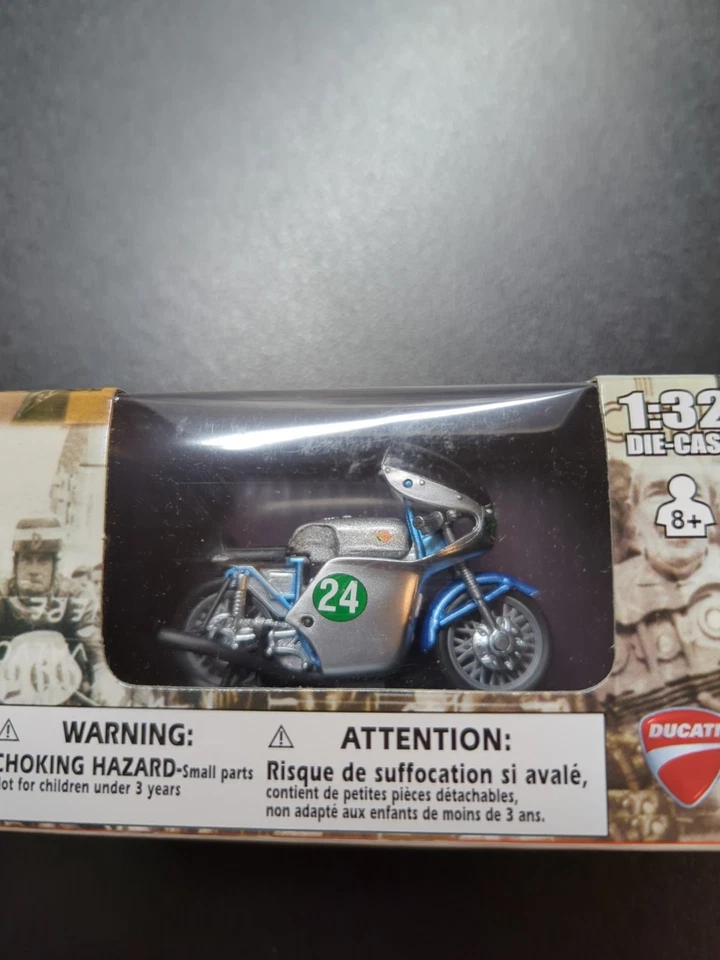 1:32
DIE-CAS
8+
24
WARNING:
CHOKING HAZARD-Small parts
Not for children under 3 years
ATTENTION:
Risque de suffocation si avalé,
contient de petites pièces détachables,
non adapté aux enfants de moins de 3 ans.
DUCATI